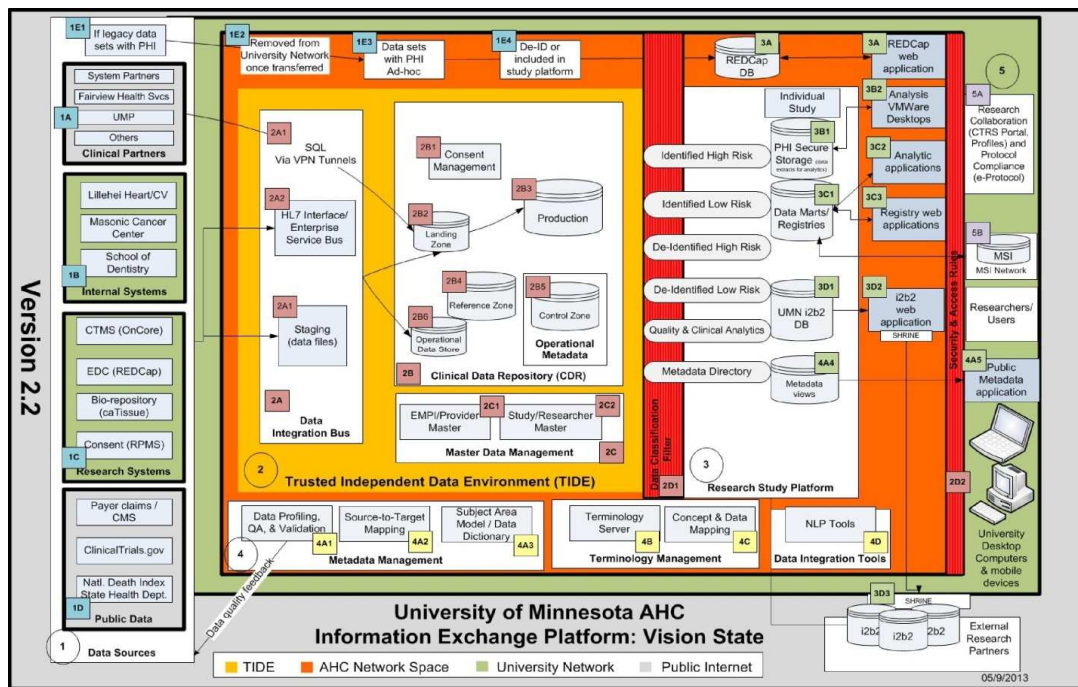 Version 2.2
1E1
If legacy data
sets with PHI
1E2
Removed from
University Network
once transferred
1E3
Data sets
with PHI
Ad-hoc
1E4
De-ID or
included in
study platform
3A
REDCap
DB
3A
REDCap
web
application
System Partners
Fairview Health Svcs
1A
UMP
Others
Clinical Partners
Lillehei Heart/CV
Masonic Cancer
Center
School of
Dentistry
1B
Internal Systems
CTMS (OnCore)
EDC (REDCap)
Bio-repository
(caTissue)
Consent (RPMS)
1C
Research Systems
Payer claims /
CMS
ClinicalTrials.gov
Natl. Death Index
State Health Dept.
1D
Public Data
1
Data Sources
2A1
SQL
Via VPN Tunnels
2A2
HL7 Interface/
Enterprise
Service Bus
2A1
Staging
(data files)
2A
Data
Integration Bus
2B1
Consent
Management
2B2
Landing
Zone
2B3
Production
2B4
Reference Zone
2B5
Control Zone
2B6
Operational
Data Store
Operational
Metadata
2B
Clinical Data Repository (CDR)
EMPI/Provider
Master
2C1
Study/Researcher
Master
2C2
Master Data Management
2C
2
Trusted Independent Data Environment (TIDE)
Identified High Risk
Identified Low Risk
De-Identified High Risk
De-Identified Low Risk
Quality & Clinical Analytics
Metadata Directory
Data Classification
Filter
2D1
Individual
Study
3B1
PHI Secure
Storage (data
extracts for analytics)
3C1
Data Marts/
Registries
3D1
UMN i2b2
DB
4A4
Metadata
views
3
Research Study Platform
3B2
Analysis
VMWare
Desktops
3C2
Analytic
applications
3C3
Registry web
applications
3D2
i2b2
web
application
SHRINE
Security & Access Rules
2D2
5
5A
Research
Collaboration
(CTRS Portal,
Profiles) and
Protocol
Compliance
(e-Protocol)
5B
MSI
MSI Network
Researchers/
Users
4A5
Public
Metadata
application
University
Desktop
Computers
& mobile
devices
4
Data Profiling,
QA, & Validation
4A1
Source-to-Target
Mapping
4A2
Subject Area
Model / Data
Dictionary
4A3
Metadata Management
Terminology
Server
4B
Concept & Data
Mapping
4C
Terminology Management
NLP Tools
4D
Data Integration Tools
Data quality feedback
University of Minnesota AHC
Information Exchange Platform: Vision State
TIDE
AHC Network Space
University Network
Public Internet
3D3
SHRINE
i2b2
i2b2
i2b2
External
Research
Partners
05/9/2013